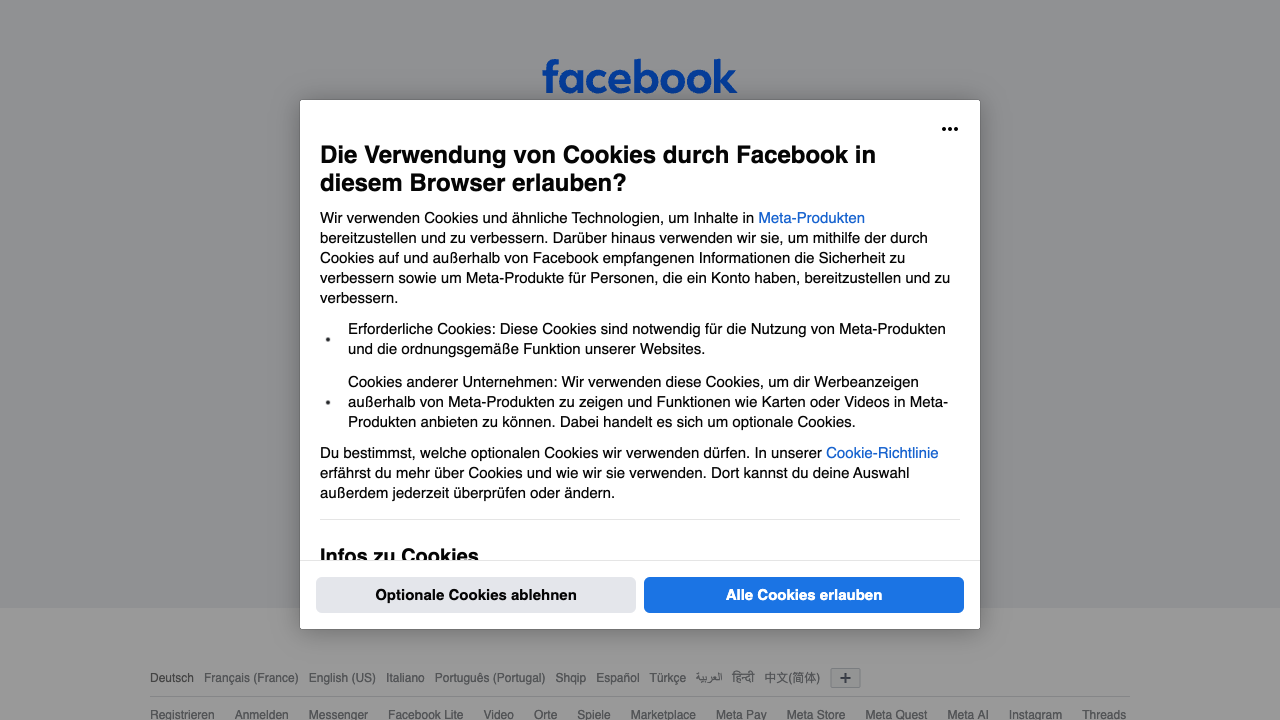 facebook
Die Verwendung von Cookies durch Facebook in
diesem Browser erlauben?
Wir verwenden Cookies und ähnliche Technologien, um Inhalte in Meta-Produkten
bereitzustellen und zu verbessern. Darüber hinaus verwenden wir sie, um mithilfe der durch
Cookies auf und außerhalb von Facebook empfangenen Informationen die Sicherheit zu
verbessern sowie um Meta-Produkte für Personen, die ein Konto haben, bereitzustellen und zu
verbessern.
• Erforderliche Cookies: Diese Cookies sind notwendig für die Nutzung von Meta-Produkten
und die ordnungsgemäße Funktion unserer Websites.
• Cookies anderer Unternehmen: Wir verwenden diese Cookies, um dir Werbeanzeigen
außerhalb von Meta-Produkten zu zeigen und Funktionen wie Karten oder Videos in Meta-
Produkten anbieten zu können. Dabei handelt es sich um optionale Cookies.
Du bestimmst, welche optionalen Cookies wir verwenden dürfen. In unserer Cookie-Richtlinie
erfährst du mehr über Cookies und wie wir sie verwenden. Dort kannst du deine Auswahl
außerdem jederzeit überprüfen oder ändern.
Infos zu Cookies
Optionale Cookies ablehnen Alle Cookies erlauben
Deutsch Français (France) English (US) Italiano Português (Portugal) Shqip Español Türkçe العربية हिन्दी 中文(简体) +
Registrieren Anmelden Messenger Facebook Lite Video Orte Spiele Marketplace Meta Pay Meta Store Meta Quest Meta AI Instagram Threads